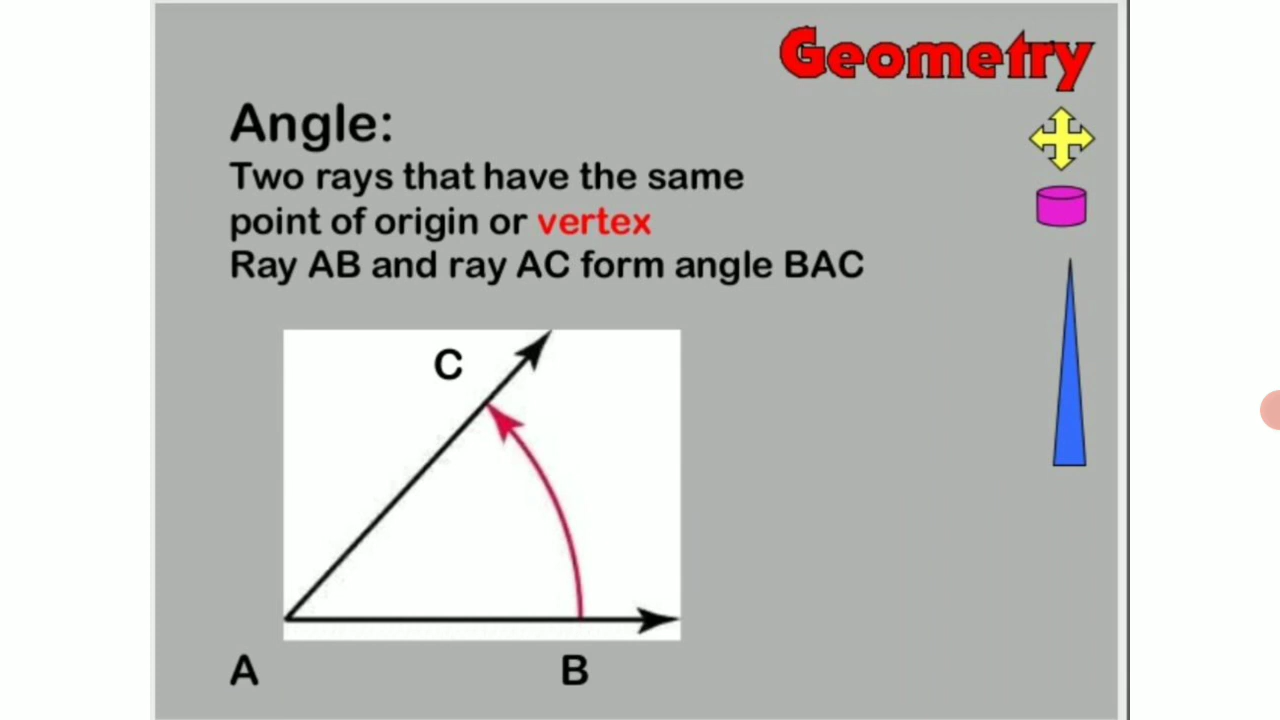 Geometry
Angle:
Two rays that have the same
point of origin or vertex
Ray AB and ray AC form angle BAC
C
A
B